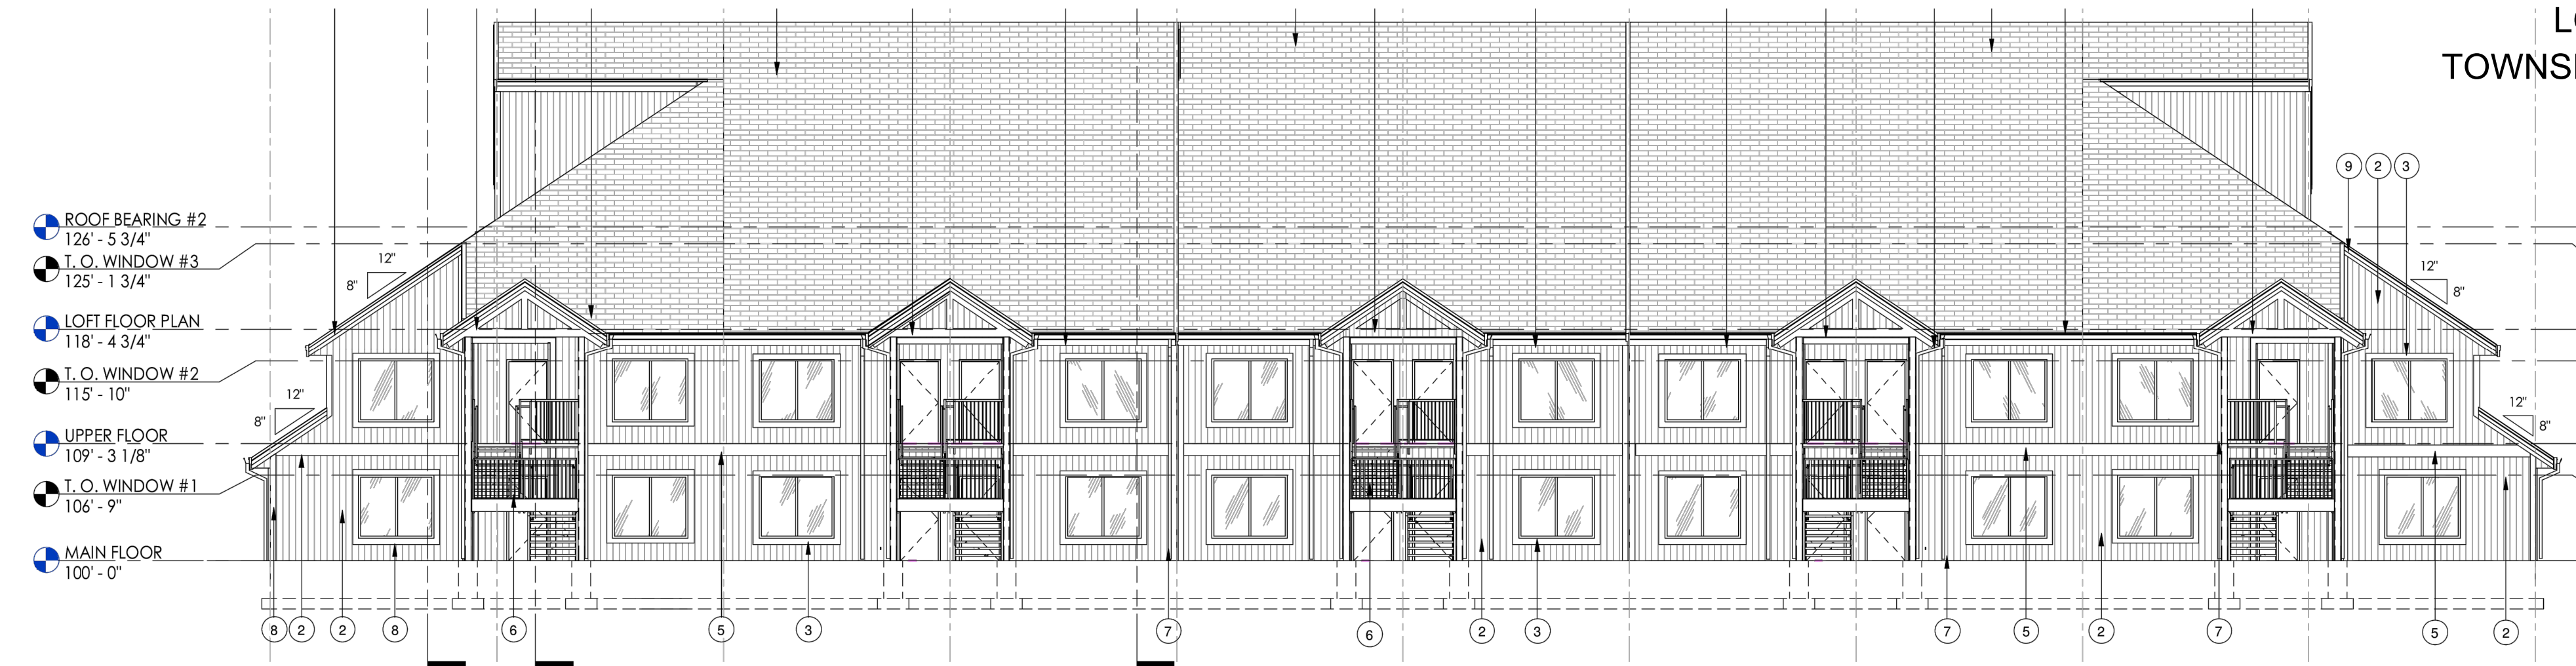 LO
TOWNS
9 2 3
ROOF BEARING #2
126' - 5 3/4"
T. O. WINDOW #3
125' - 1 3/4"
12"
8"
12"
8"
LOFT FLOOR PLAN
118' - 4 3/4"
T. O. WINDOW #2
115' - 10"
12"
8"
12"
8"
UPPER FLOOR
109' - 3 1/8"
T. O. WINDOW #1
106' - 9"
MAIN FLOOR
100' - 0"
8 2 2 8 6 5 3 7 6 2 3 7 5 2 7 5 2